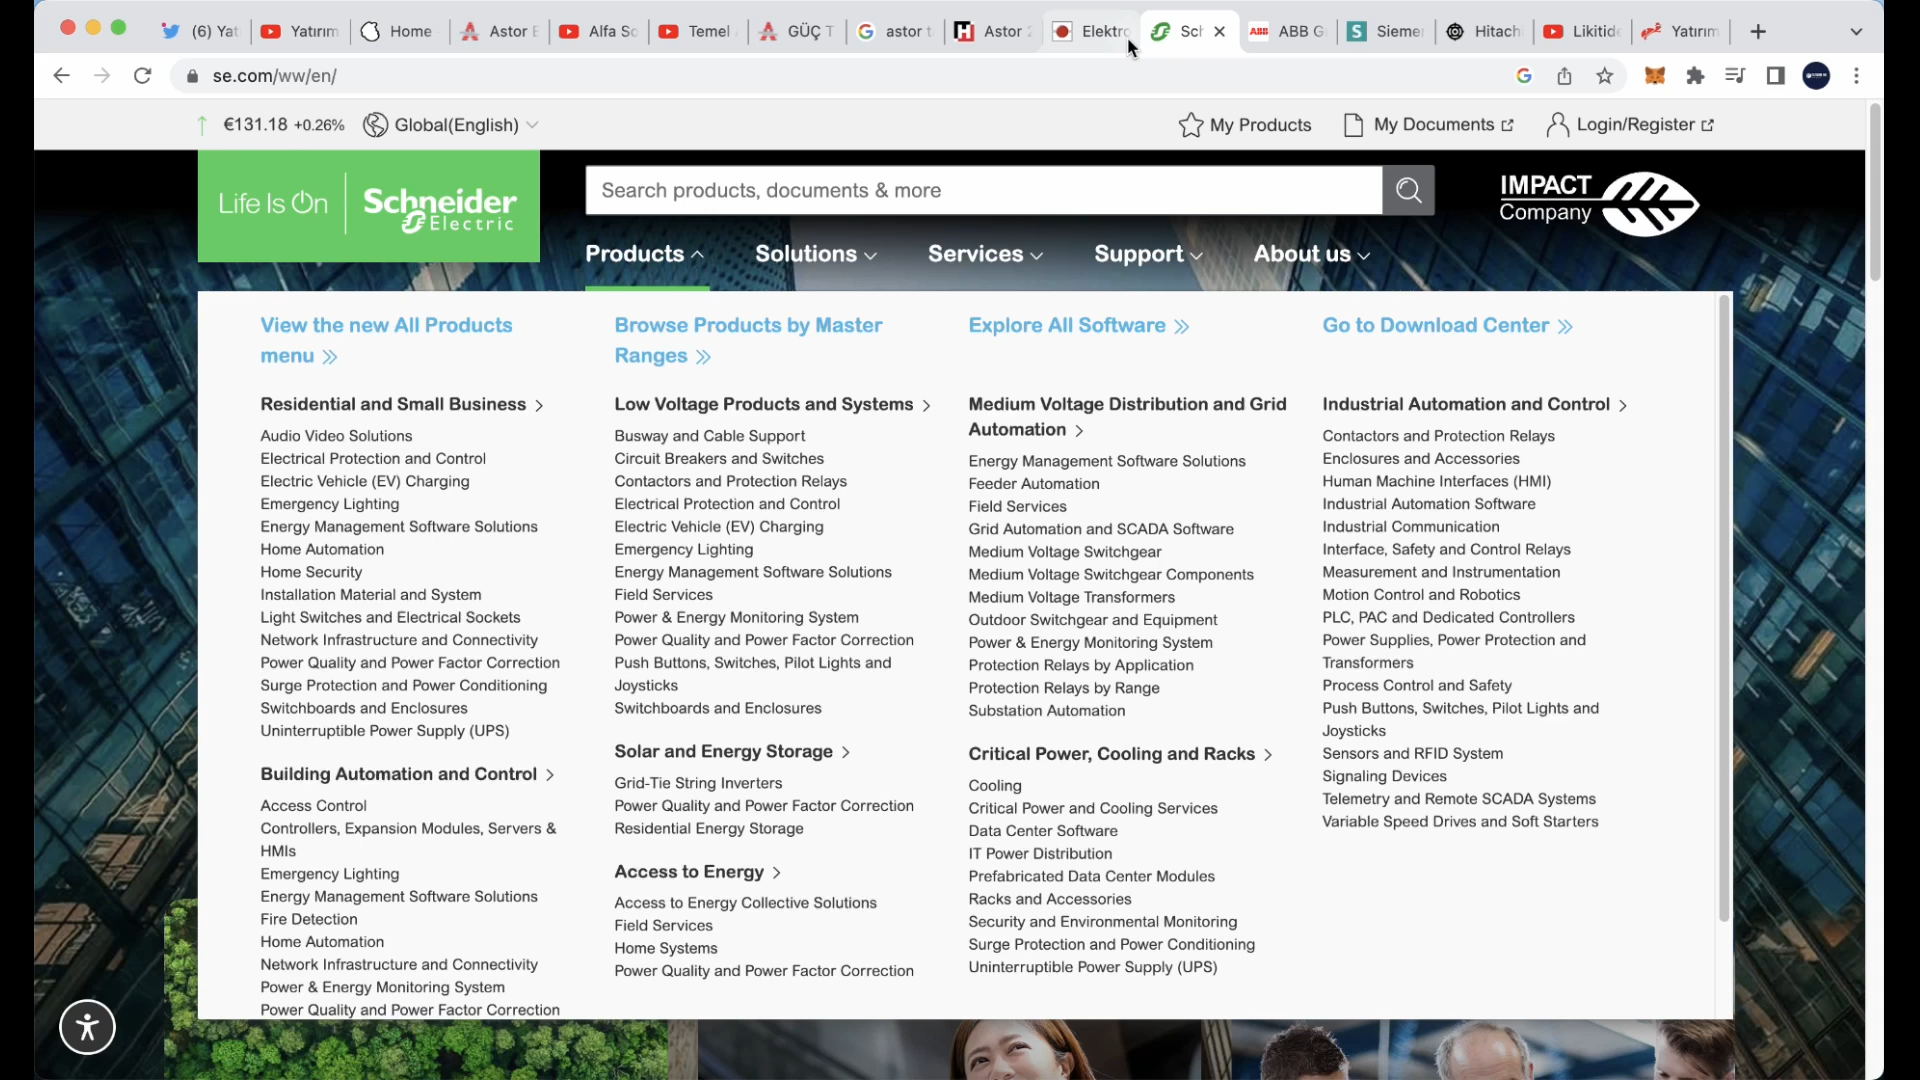 (6) Yat
Yatırım
Home
Astor E
Alfa Sc
Temel
GÜÇ T
astor t
Astor 2
Elektro
Sch
ABB G
Siemen
Hitach
Likitid
Yatırım
se.com/ww/en/
€131.18 +0.26%
Global(English)
My Products
My Documents
Login/Register
Life Is On
Schneider
Electric
Search products, documents & more
IMPACT
Company
Products
Solutions
Services
Support
About us
View the new All Products
menu
Residential and Small Business
Audio Video Solutions
Electrical Protection and Control
Electric Vehicle (EV) Charging
Emergency Lighting
Energy Management Software Solutions
Home Automation
Home Security
Installation Material and System
Light Switches and Electrical Sockets
Network Infrastructure and Connectivity
Power Quality and Power Factor Correction
Surge Protection and Power Conditioning
Switchboards and Enclosures
Uninterruptible Power Supply (UPS)
Building Automation and Control
Access Control
Controllers, Expansion Modules, Servers &
HMIs
Emergency Lighting
Energy Management Software Solutions
Fire Detection
Home Automation
Network Infrastructure and Connectivity
Power & Energy Monitoring System
Power Quality and Power Factor Correction
Browse Products by Master
Ranges
Low Voltage Products and Systems
Busway and Cable Support
Circuit Breakers and Switches
Contactors and Protection Relays
Electrical Protection and Control
Electric Vehicle (EV) Charging
Emergency Lighting
Energy Management Software Solutions
Field Services
Power & Energy Monitoring System
Power Quality and Power Factor Correction
Push Buttons, Switches, Pilot Lights and
Joysticks
Switchboards and Enclosures
Solar and Energy Storage
Grid-Tie String Inverters
Power Quality and Power Factor Correction
Residential Energy Storage
Access to Energy
Access to Energy Collective Solutions
Field Services
Home Systems
Power Quality and Power Factor Correction
Explore All Software
Medium Voltage Distribution and Grid
Automation
Energy Management Software Solutions
Feeder Automation
Field Services
Grid Automation and SCADA Software
Medium Voltage Switchgear
Medium Voltage Switchgear Components
Medium Voltage Transformers
Outdoor Switchgear and Equipment
Power & Energy Monitoring System
Protection Relays by Application
Protection Relays by Range
Substation Automation
Critical Power, Cooling and Racks
Cooling
Critical Power and Cooling Services
Data Center Software
IT Power Distribution
Prefabricated Data Center Modules
Racks and Accessories
Security and Environmental Monitoring
Surge Protection and Power Conditioning
Uninterruptible Power Supply (UPS)
Go to Download Center
Industrial Automation and Control
Contactors and Protection Relays
Enclosures and Accessories
Human Machine Interfaces (HMI)
Industrial Automation Software
Industrial Communication
Interface, Safety and Control Relays
Measurement and Instrumentation
Motion Control and Robotics
PLC, PAC and Dedicated Controllers
Power Supplies, Power Protection and
Transformers
Process Control and Safety
Push Buttons, Switches, Pilot Lights and
Joysticks
Sensors and RFID System
Signaling Devices
Telemetry and Remote SCADA Systems
Variable Speed Drives and Soft Starters